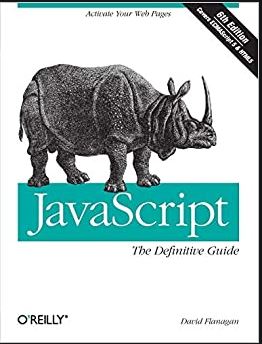 Activate Your Web Pages
6th Edition
Covers ECMAScript 5 & HTML5
JavaScript
The Definitive Guide
O'REILLY®
David Flanagan